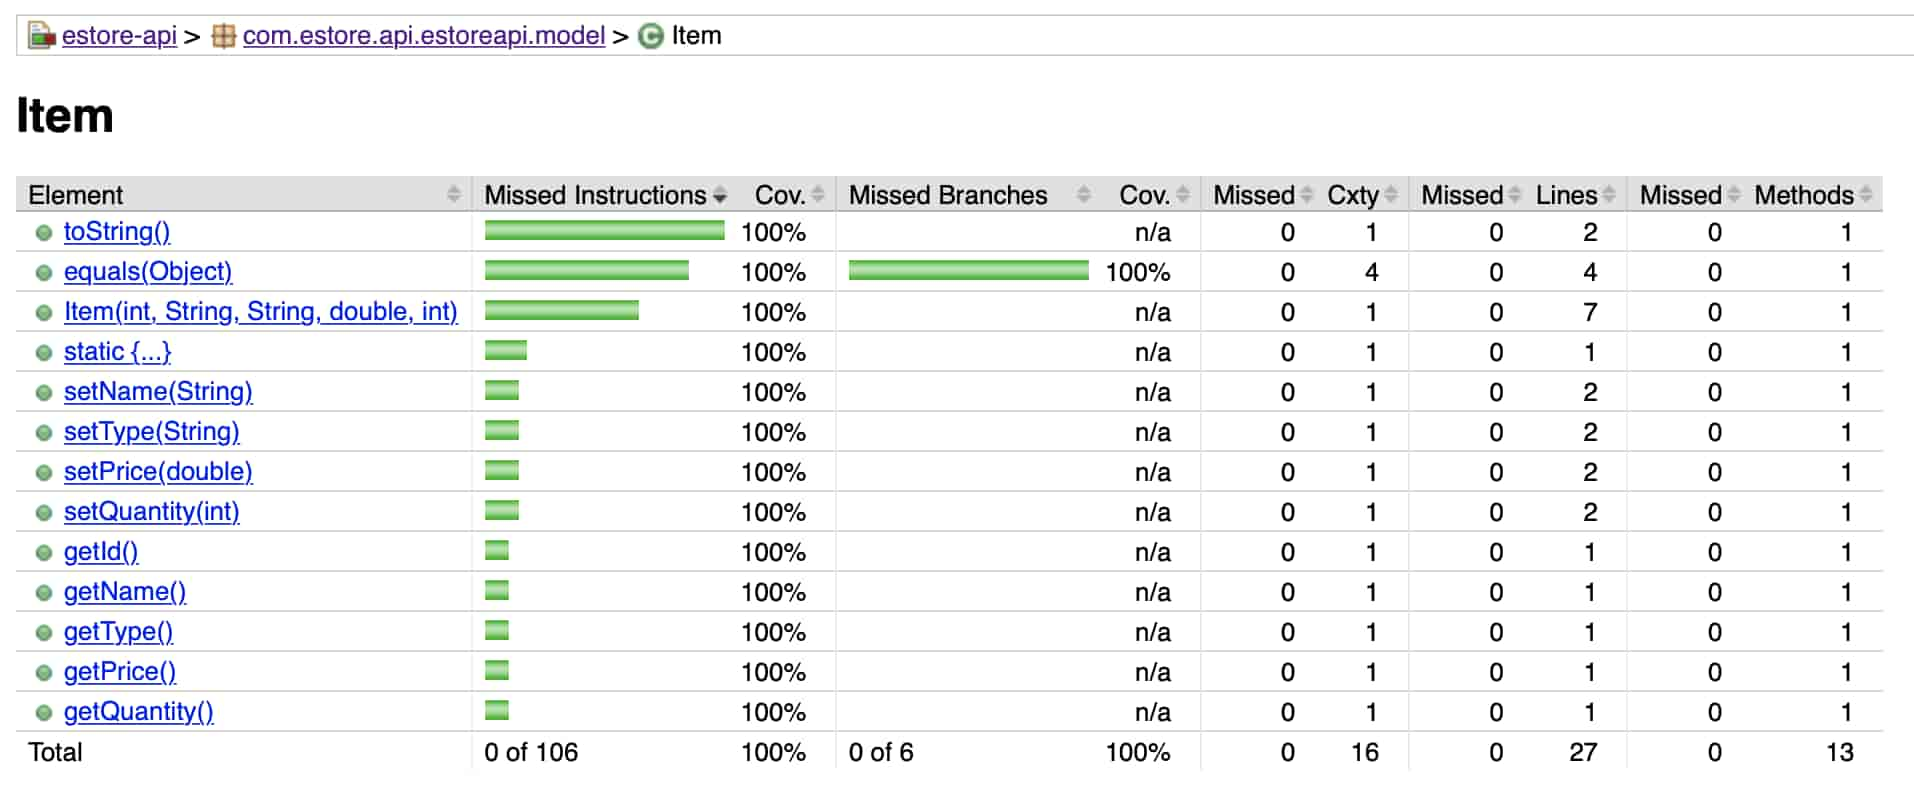 estore-api > com.estore.api.estoreapi.model > Item
Item
Element Missed Instructions Cov. Missed Branches Cov. Missed Cxty Missed Lines Missed Methods
toString() 100% n/a 0 1 0 2 0 1
equals(Object) 100% 100% 0 4 0 4 0 1
Item(int, String, String, double, int) 100% n/a 0 1 0 7 0 1
static {...} 100% n/a 0 1 0 1 0 1
setName(String) 100% n/a 0 1 0 2 0 1
setType(String) 100% n/a 0 1 0 2 0 1
setPrice(double) 100% n/a 0 1 0 2 0 1
setQuantity(int) 100% n/a 0 1 0 2 0 1
getId() 100% n/a 0 1 0 1 0 1
getName() 100% n/a 0 1 0 1 0 1
getType() 100% n/a 0 1 0 1 0 1
getPrice() 100% n/a 0 1 0 1 0 1
getQuantity() 100% n/a 0 1 0 1 0 1
Total 0 of 106 100% 0 of 6 100% 0 16 0 27 0 13